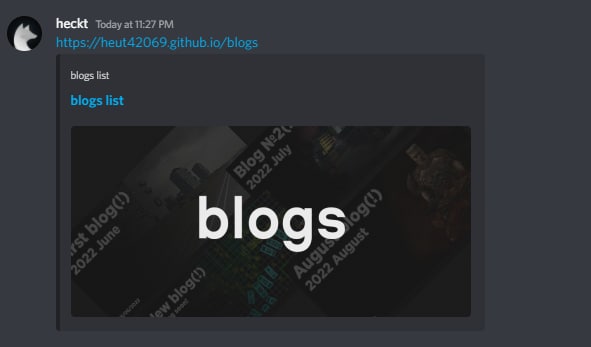 heckt Today at 11:27 PM
https://heut42069.github.io/blogs
blogs list
blogs list
Blog №2(
2022 July
rst blog(!)
2022 June
blogs
August blog(!)
2022 August
ew blog(!)